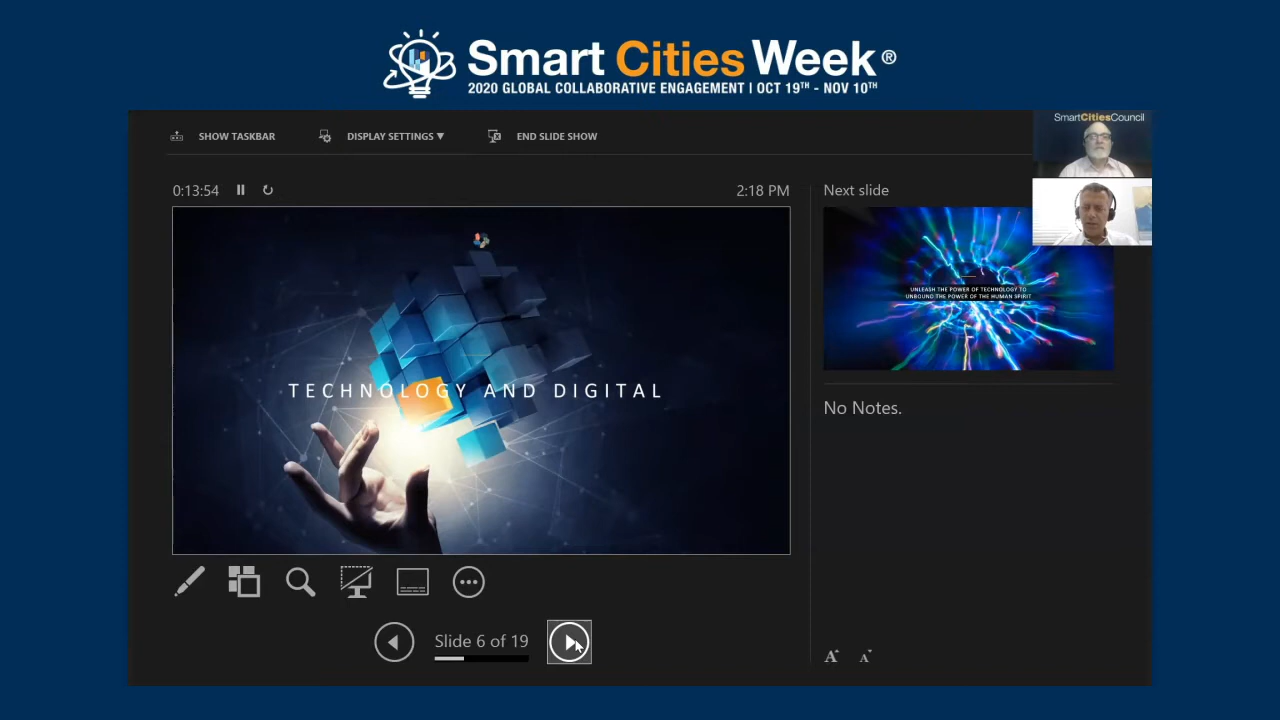 Smart Cities Week®
2020 GLOBAL COLLABORATIVE ENGAGEMENT | OCT 19TH - NOV 10TH
SmartCitiesCouncil
SHOW TASKBAR
DISPLAY SETTINGS ▼
END SLIDE SHOW
0:13:54
2:18 PM
Next slide
TECHNOLOGY AND DIGITAL
UNLEASH THE POWER OF TECHNOLOGY TO
UNBOUND THE POWER OF THE HUMAN SPIRIT
No Notes.
Slide 6 of 19
A
A